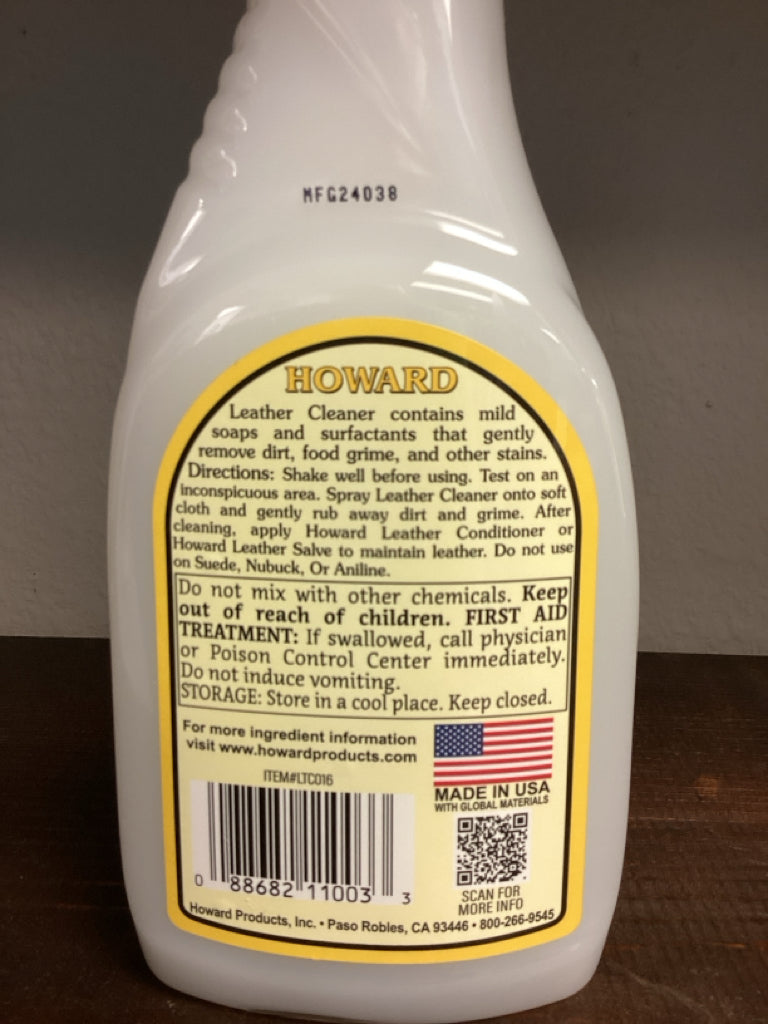 MFG24038
HOWARD
Leather Cleaner contains mild
soaps and surfactants that gently
remove dirt, food grime, and other stains.
Directions: Shake well before using. Test on an
inconspicuous area. Spray Leather Cleaner onto soft
cloth and gently rub away dirt and grime. After
cleaning, apply Howard Leather Conditioner or
Howard Leather Salve to maintain leather. Do not use
on Suede, Nubuck, Or Aniline.
Do not mix with other chemicals. Keep
out of reach of children. FIRST AID
TREATMENT: If swallowed, call physician
or Poison Control Center immediately.
Do not induce vomiting.
STORAGE: Store in a cool place. Keep closed.
For more ingredient information
visit www.howardproducts.com
ITEM#LTC016
0 88682 11003 3
MADE IN USA
WITH GLOBAL MATERIALS
SCAN FOR
MORE INFO
Howard Products, Inc. • Paso Robles, CA 93446 • 800-266-9545